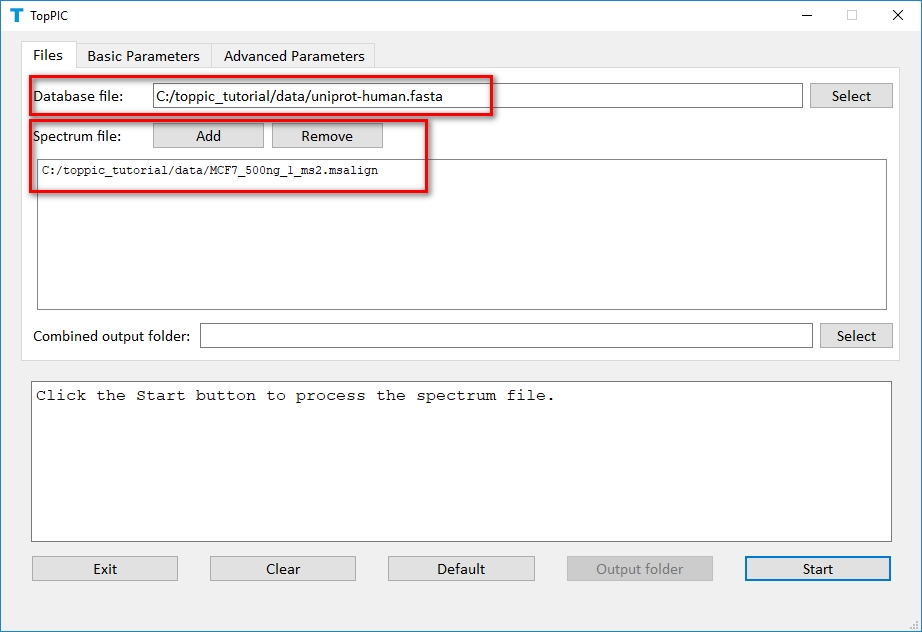 TopPIC
Files Basic Parameters Advanced Parameters
Database file: C:/toppic_tutorial/data/uniprot-human.fasta Select
Spectrum file: Add Remove
C:/toppic_tutorial/data/MCF7_500ng_1_ms2.msalign
Combined output folder: Select
Click the Start button to process the spectrum file.
Exit Clear Default Output folder Start